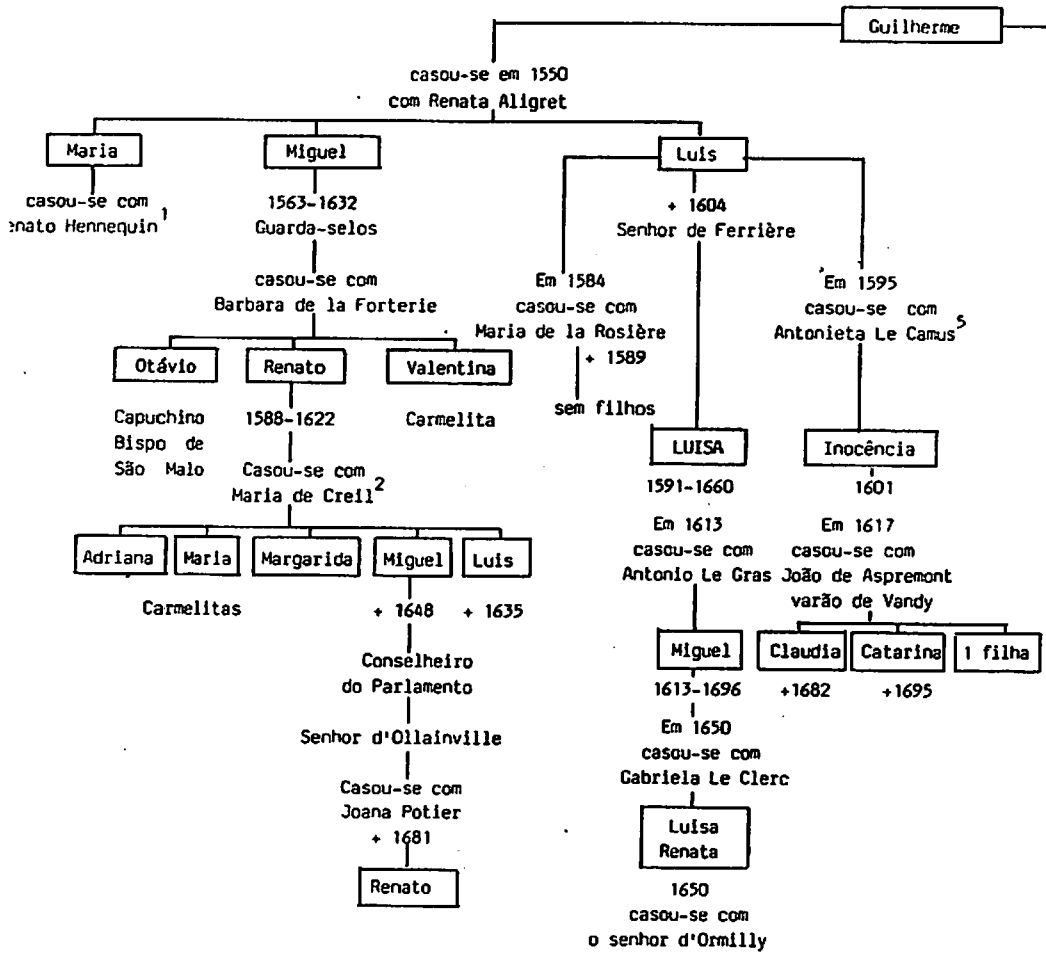 Guilherme
casou-se em 1550
com Renata Aligret
Maria
Miguel
Luis
casou-se com
enato Hennequin 1
1563-1632
Guarda-selos
+ 1604
Senhor de Ferrière
casou-se com
Barbara de la Forterie
Em 1584
casou-se com
Maria de la Rosière
+ 1589
sem filhos
Em 1595
casou-se com
Antonieta Le Camus 5
Otávio
Renato
Valentina
Capuchino
Bispo de
São Malo
1588-1622
Carmelita
Casou-se com
Maria de Creil 2
LUISA
Inocência
1591-1660
1601
Em 1613
casou-se com
Antonio Le Gras
Em 1617
casou-se com
João de Aspremont
varão de Vandy
Adriana
Maria
Margarida
Miguel
Luis
Carmelitas
+ 1648
+ 1635
Conselheiro
do Parlamento
Senhor d'Ollainville
Casou-se com
Joana Potier
+ 1681
Renato
Miguel
Claudia
Catarina
1 filha
1613-1696
+1682
+1695
Em 1650
casou-se com
Gabriela Le Clerc
Luisa
Renata
1650
casou-se com
o senhor d'Ormilly